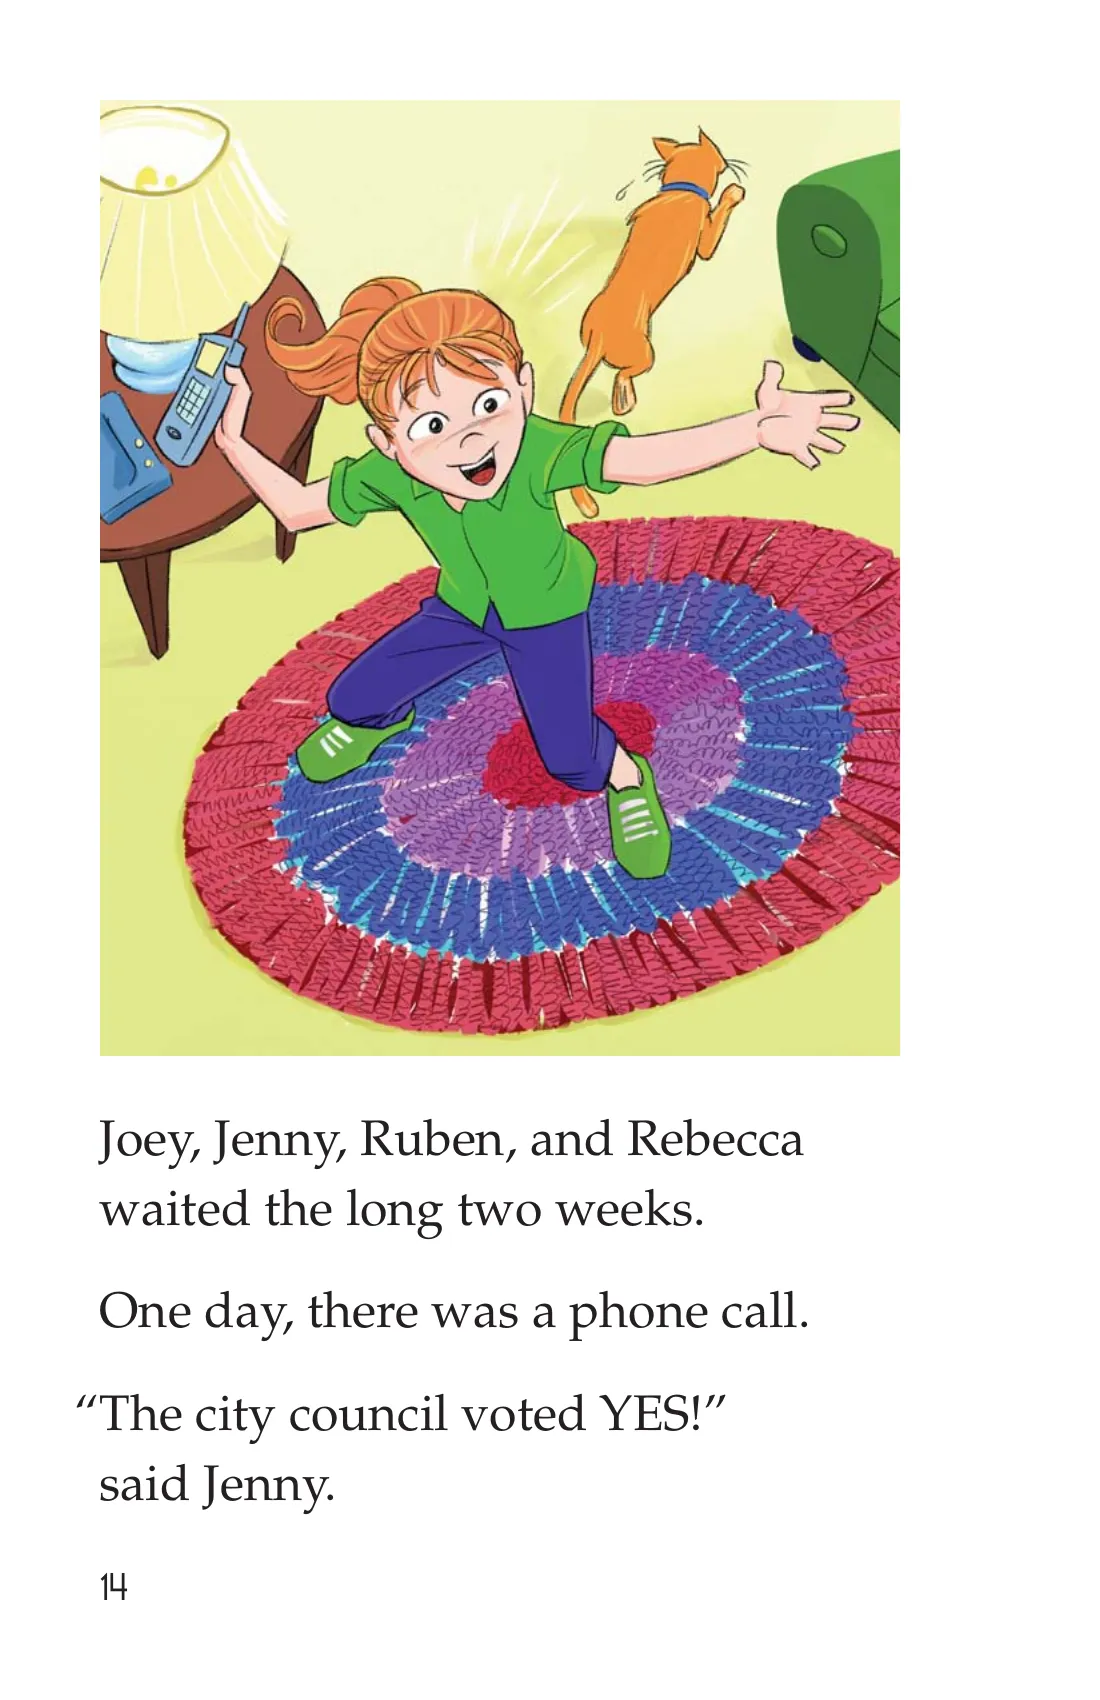 Joey, Jenny, Ruben, and Rebecca
waited the long two weeks.
One day, there was a phone call.
“The city council voted YES!”
said Jenny.
14